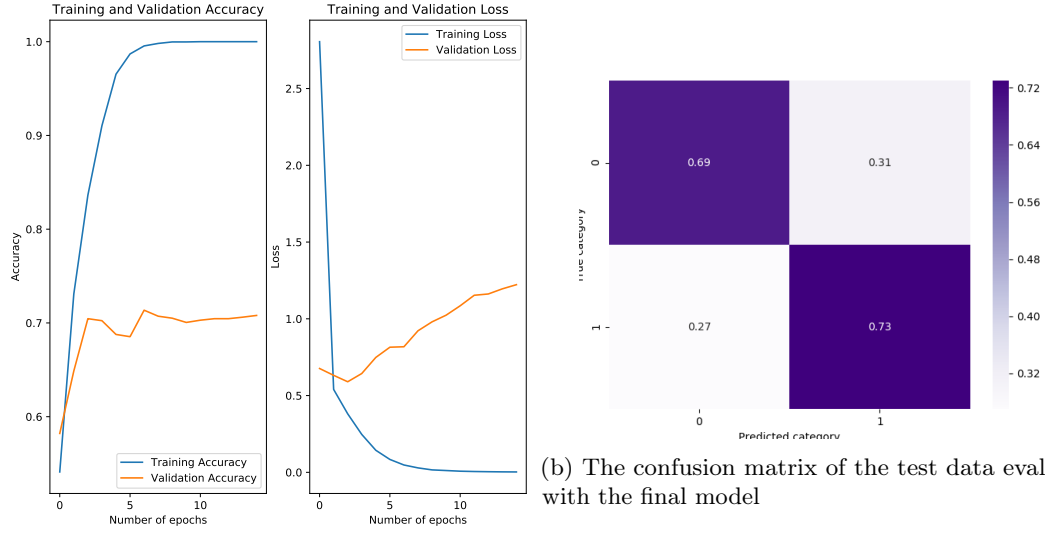 Training and Validation Accuracy
1.0
0.9
0.8
0.7
0.6
Accuracy
Training Accuracy
Validation Accuracy
0
5
10
Number of epochs
Training and Validation Loss
Training Loss
Validation Loss
2.5
2.0
1.5
1.0
0.5
0.0
Loss
0
5
10
Number of epochs
0.69
0.31
0.27
0.73
0
1
True category
0
1
Predicted category
0.72
0.64
0.56
0.48
0.40
0.32
(b) The confusion matrix of the test data eval
with the final model